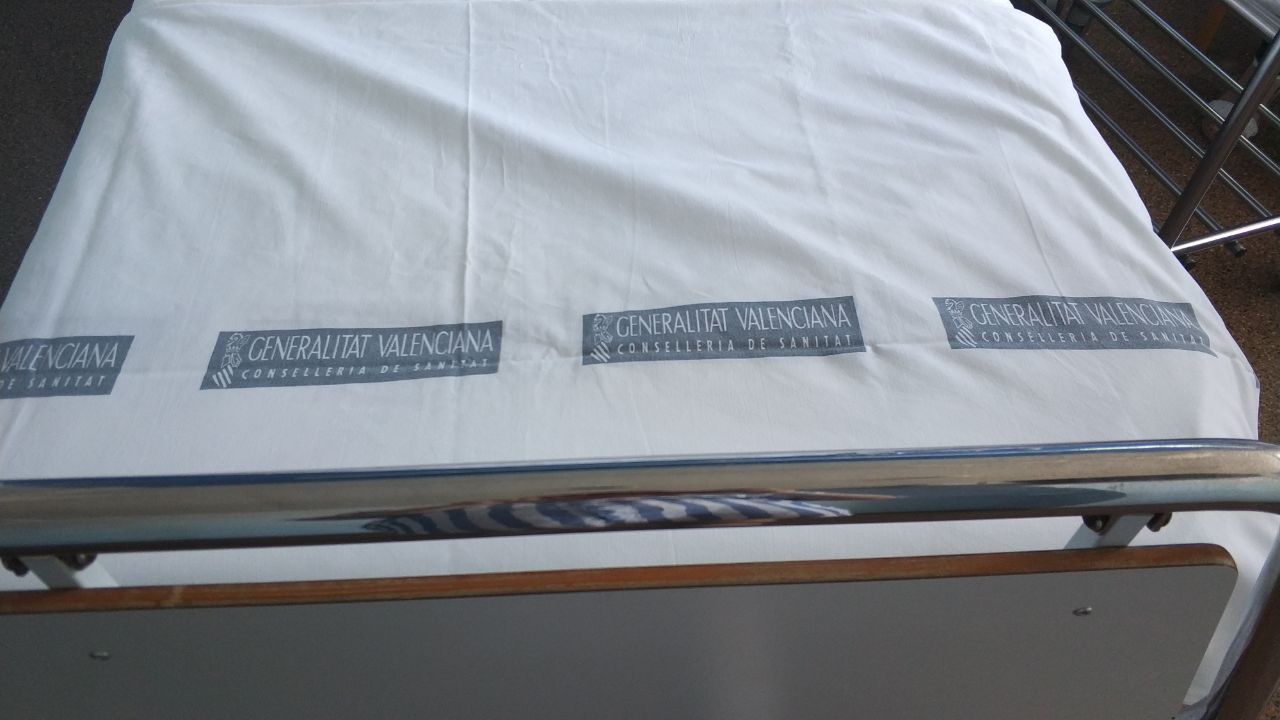 VALENCIANA
DE SANITAT
GENERALITAT VALENCIANA
CONSELLERIA DE SANITAT
GENERALITAT VALENCIANA
CONSELLERIA DE SANITAT
GENERALITAT VALENCIANA
CONSELLERIA DE SANITAT